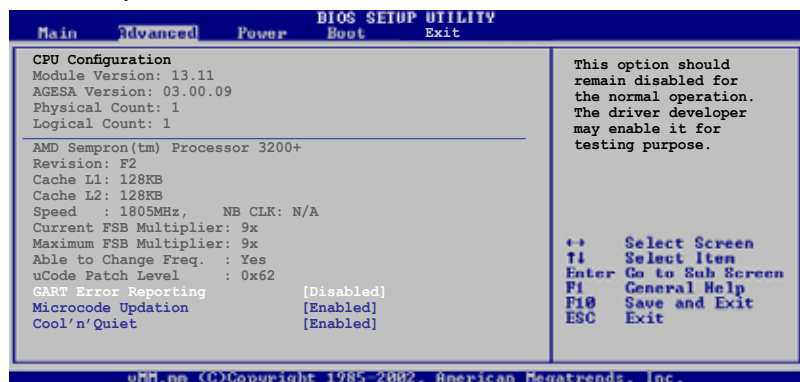 BIOS SETUP UTILITY
Main Advanced Power Boot Exit
CPU Configuration
Module Version: 13.11
AGESA Version: 03.00.09
Physical Count: 1
Logical Count: 1
AMD Sempron(tm) Processor 3200+
Revision: F2
Cache L1: 128KB
Cache L2: 128KB
Speed : 1805MHz, NB CLK: N/A
Current FSB Multiplier: 9x
Maximum FSB Multiplier: 9x
Able to Change Freq. : Yes
uCode Patch Level : 0x62
GART Error Reporting [Disabled]
Microcode Updation [Enabled]
Cool'n'Quiet [Enabled]
This option should
remain disabled for
the normal operation.
The driver developer
may enable it for
testing purpose.
↔ Select Screen
↑↓ Select Item
Enter Go to Sub Screen
F1 General Help
F10 Save and Exit
ESC Exit
(C)Copyright 1985-2002, American Megatrends, Inc.